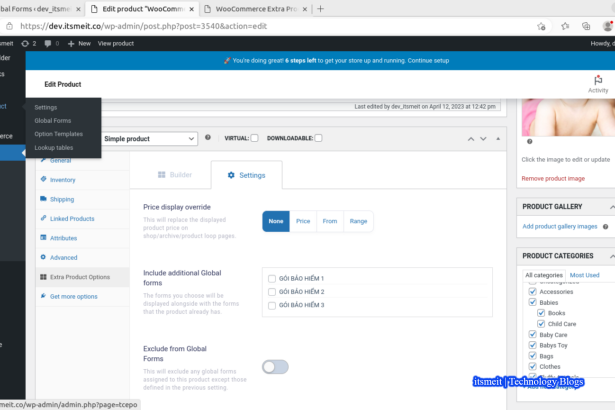 bal Forms ‹ dev_itsmei
Edit product "WooComm
WooCommerce Extra Pro
https://dev.itsmeit.co/wp-admin/post.php?post=3540&action=edit
smeit 2 0 New View product Howdy, d
You're doing great! 6 steps left to get your store up and running. Continue setup
Edit Product
Activity
Settings
Global Forms
Option Templates
Lookup tables
Last edited by dev_itsmeit on April 12, 2023 at 12:42 pm
Simple product VIRTUAL: DOWNLOADABLE:
General
Inventory
Shipping
Linked Products
Attributes
Advanced
Extra Product Options
Get more options
Builder
Settings
Price display override
This will replace the displayed
product price on
shop/archive/product loop pages.
None Price From Range
Include additional Global
forms
The forms you choose will be
displayed alongside with the forms
that the product already has.
GÓI BẢO HIỂM 1
GÓI BẢO HIỂM 2
GÓI BẢO HIỂM 3
Exclude from Global
Forms
This will exclude any global forms
assigned to this product except those
defined in the previous setting.
Click the image to edit or update
Remove product image
PRODUCT GALLERY
Add product gallery images
PRODUCT CATEGORIES
All categories Most Used
Accessories
Babies
Books
Child Care
Baby Care
Babys Toy
Bags
Clothes
itsmeit | Technology Blogs
smeit.co/wp-admin/admin.php?page=tcepo